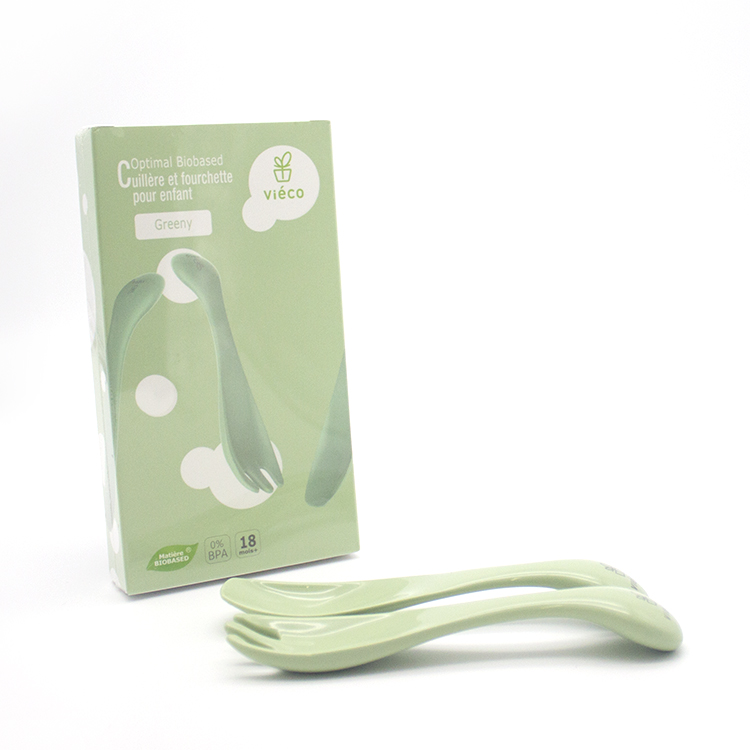 Optimal Biobased
Cuillère et fourchette
pour enfant
Greeny
viéco
Matière
BIOBASED
0%
BPA
18
mois+